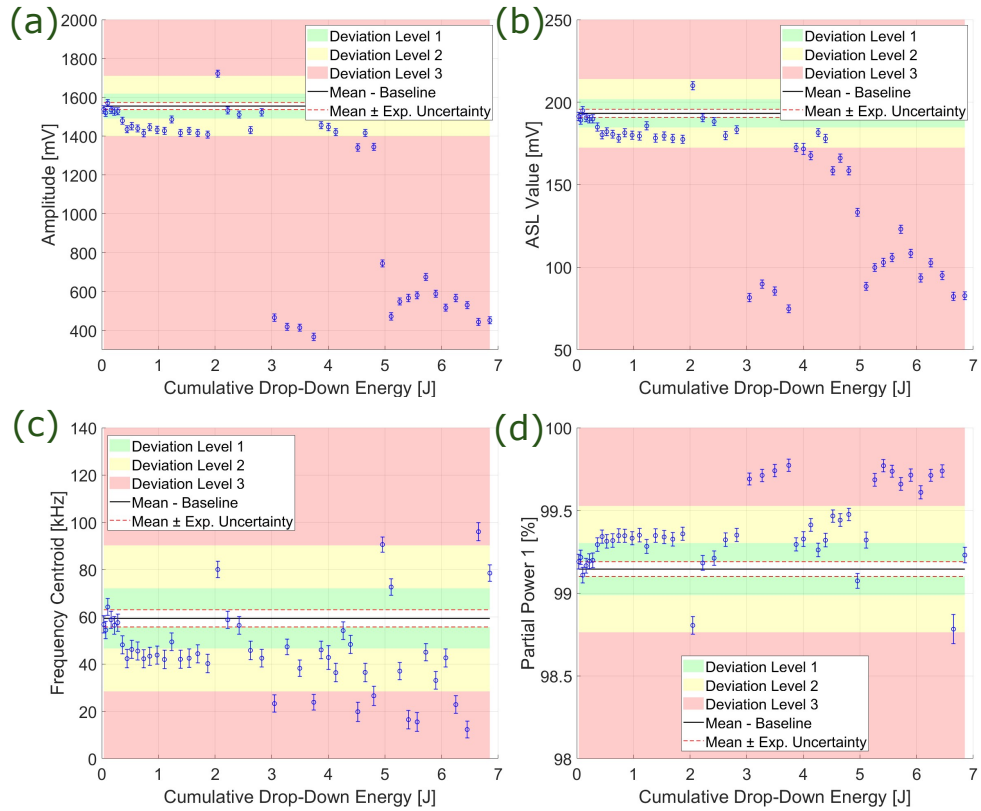 (a)
2000
1800
1600
1400
1200
1000
800
600
400
Amplitude [mV]
0 1 2 3 4 5 6 7
Cumulative Drop-Down Energy [J]
Deviation Level 1
Deviation Level 2
Deviation Level 3
Mean - Baseline
Mean ± Exp. Uncertainty
(b)
250
200
150
100
50
ASL Value [mV]
0 1 2 3 4 5 6 7
Cumulative Drop-Down Energy [J]
Deviation Level 1
Deviation Level 2
Deviation Level 3
Mean - Baseline
Mean ± Exp. Uncertainty
(c)
140
120
100
80
60
40
20
0
Frequency Centroid [kHz]
0 1 2 3 4 5 6 7
Cumulative Drop-Down Energy [J]
Deviation Level 1
Deviation Level 2
Deviation Level 3
Mean - Baseline
Mean ± Exp. Uncertainty
(d)
100
99.5
99
98.5
98
Partial Power 1 [%]
0 1 2 3 4 5 6 7
Cumulative Drop-Down Energy [J]
Deviation Level 1
Deviation Level 2
Deviation Level 3
Mean - Baseline
Mean ± Exp. Uncertainty